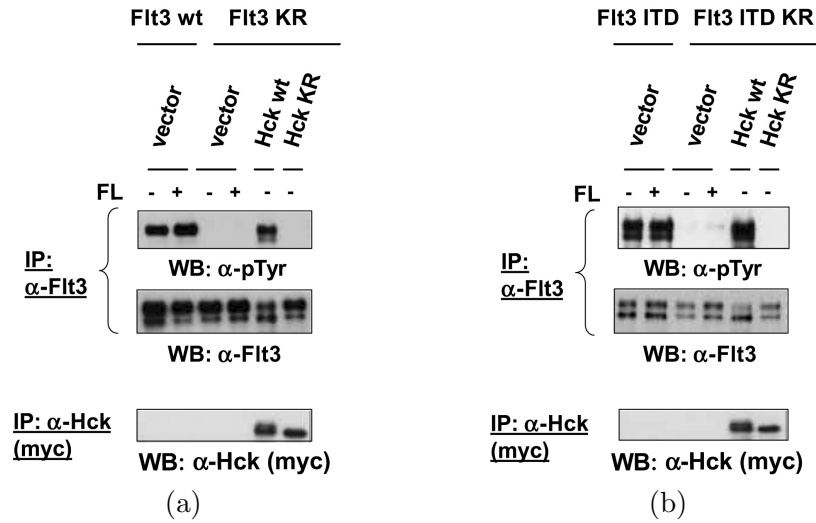 Flt3 wt Flt3 KR
vector vector Hck wt Hck KR
FL - + - + - -
IP:
α-Flt3
WB: α-pTyr
WB: α-Flt3
IP: α-Hck
(myc)
WB: α-Hck (myc)
(a)
Flt3 ITD Flt3 ITD KR
vector vector Hck wt Hck KR
FL - + - + - -
IP:
α-Flt3
WB: α-pTyr
WB: α-Flt3
IP: α-Hck
(myc)
WB: α-Hck (myc)
(b)